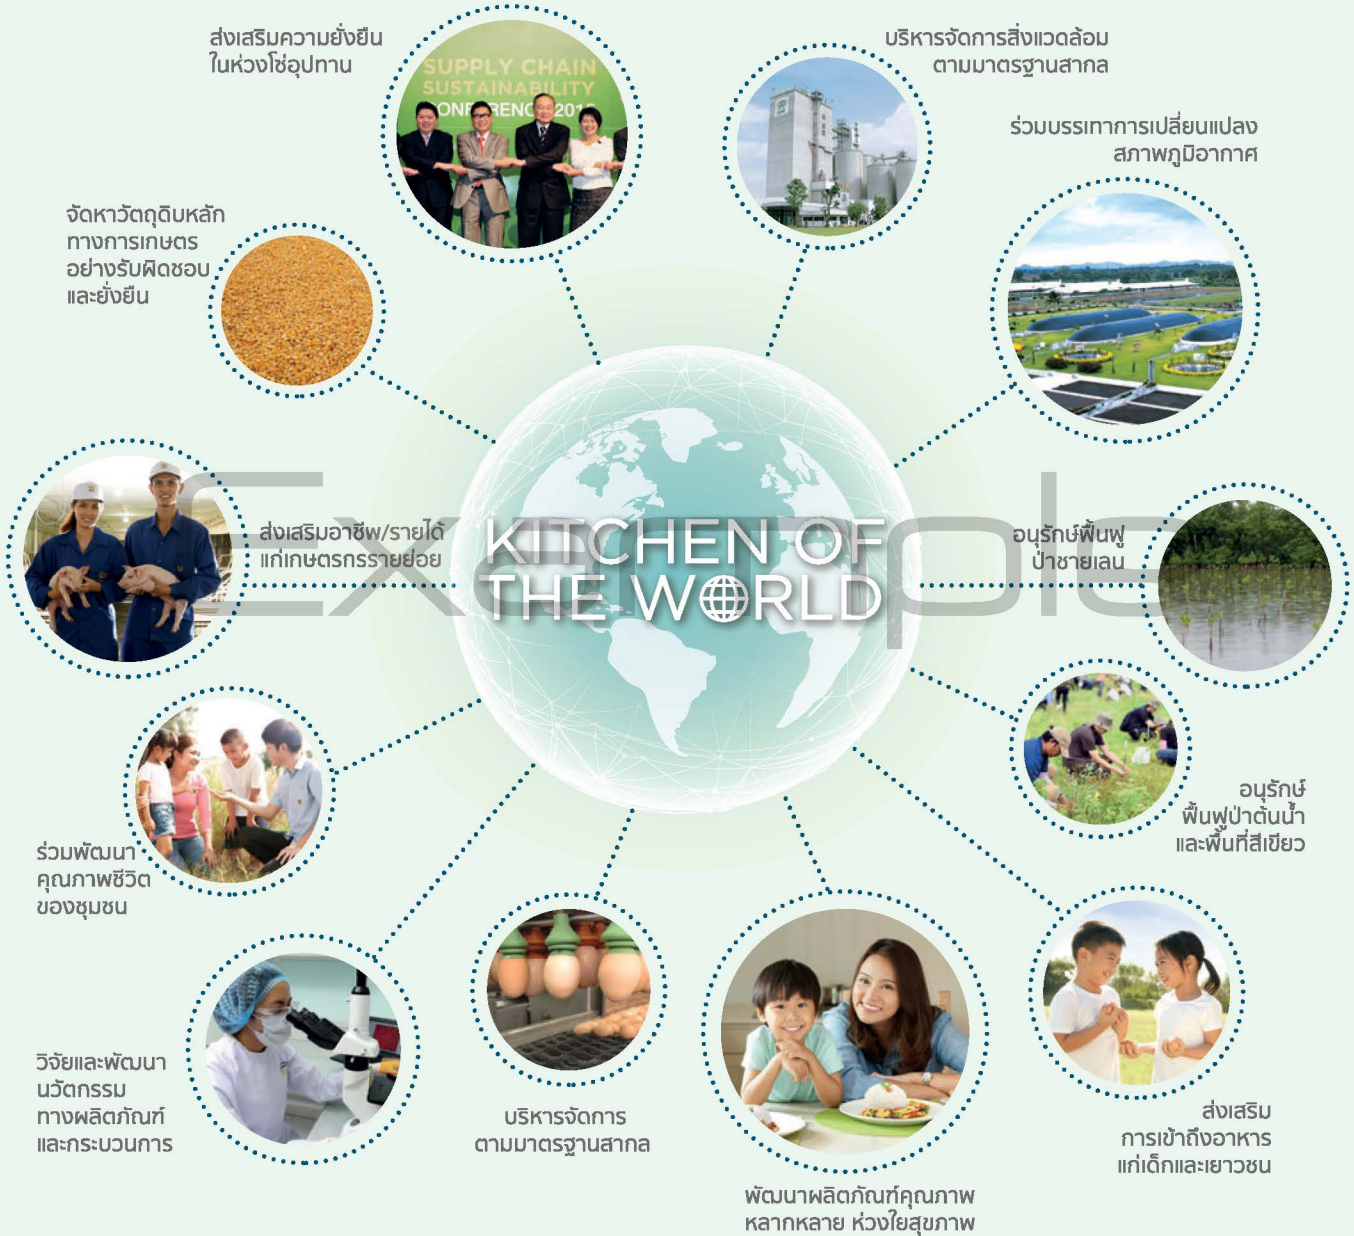 ส่งเสริมความยั่งยืน
ในห่วงโซ่อุปทาน
SUPPLY CHAIN
SUSTAINABILITY
CONFERENCE 2015
บริหารจัดการสิ่งแวดล้อม
ตามมาตรฐานสากล
ร่วมบรรเทาการเปลี่ยนแปลง
สภาพภูมิอากาศ
จัดหาวัตถุดิบหลัก
ทางการเกษตร
อย่างรับผิดชอบ
และยั่งยืน
ส่งเสริมอาชีพ/รายได้
แก่เกษตรกรรายย่อย
KITCHEN OF
THE WORLD
อนุรักษ์ฟื้นฟู
ป่าชายเลน
Example
อนุรักษ์
ฟื้นฟูป่าต้นน้ำ
และพื้นที่สีเขียว
ร่วมพัฒนา
คุณภาพชีวิต
ของชุมชน
วิจัยและพัฒนา
นวัตกรรม
ทางผลิตภัณฑ์
และกระบวนการ
บริหารจัดการ
ตามมาตรฐานสากล
พัฒนาผลิตภัณฑ์คุณภาพ
หลากหลาย ห่วงใยสุขภาพ
ส่งเสริม
การเข้าถึงอาหาร
แก่เด็กและเยาวชน